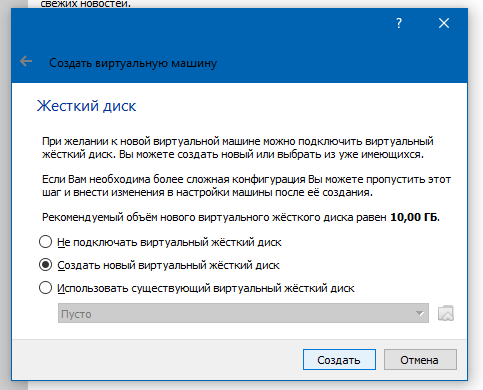 свежих новостей.
?
Создать виртуальную машину
Жесткий диск
При желании к новой виртуальной машине можно подключить виртуальный
жёсткий диск. Вы можете создать новый или выбрать из уже имеющихся.
Если Вам необходима более сложная конфигурация Вы можете пропустить этот
шаг и внести изменения в настройки машины после её создания.
Рекомендуемый объём нового виртуального жёсткого диска равен 10,00 ГБ.
Не подключать виртуальный жёсткий диск
Создать новый виртуальный жёсткий диск
Использовать существующий виртуальный жёсткий диск
Пусто
Создать
Отмена